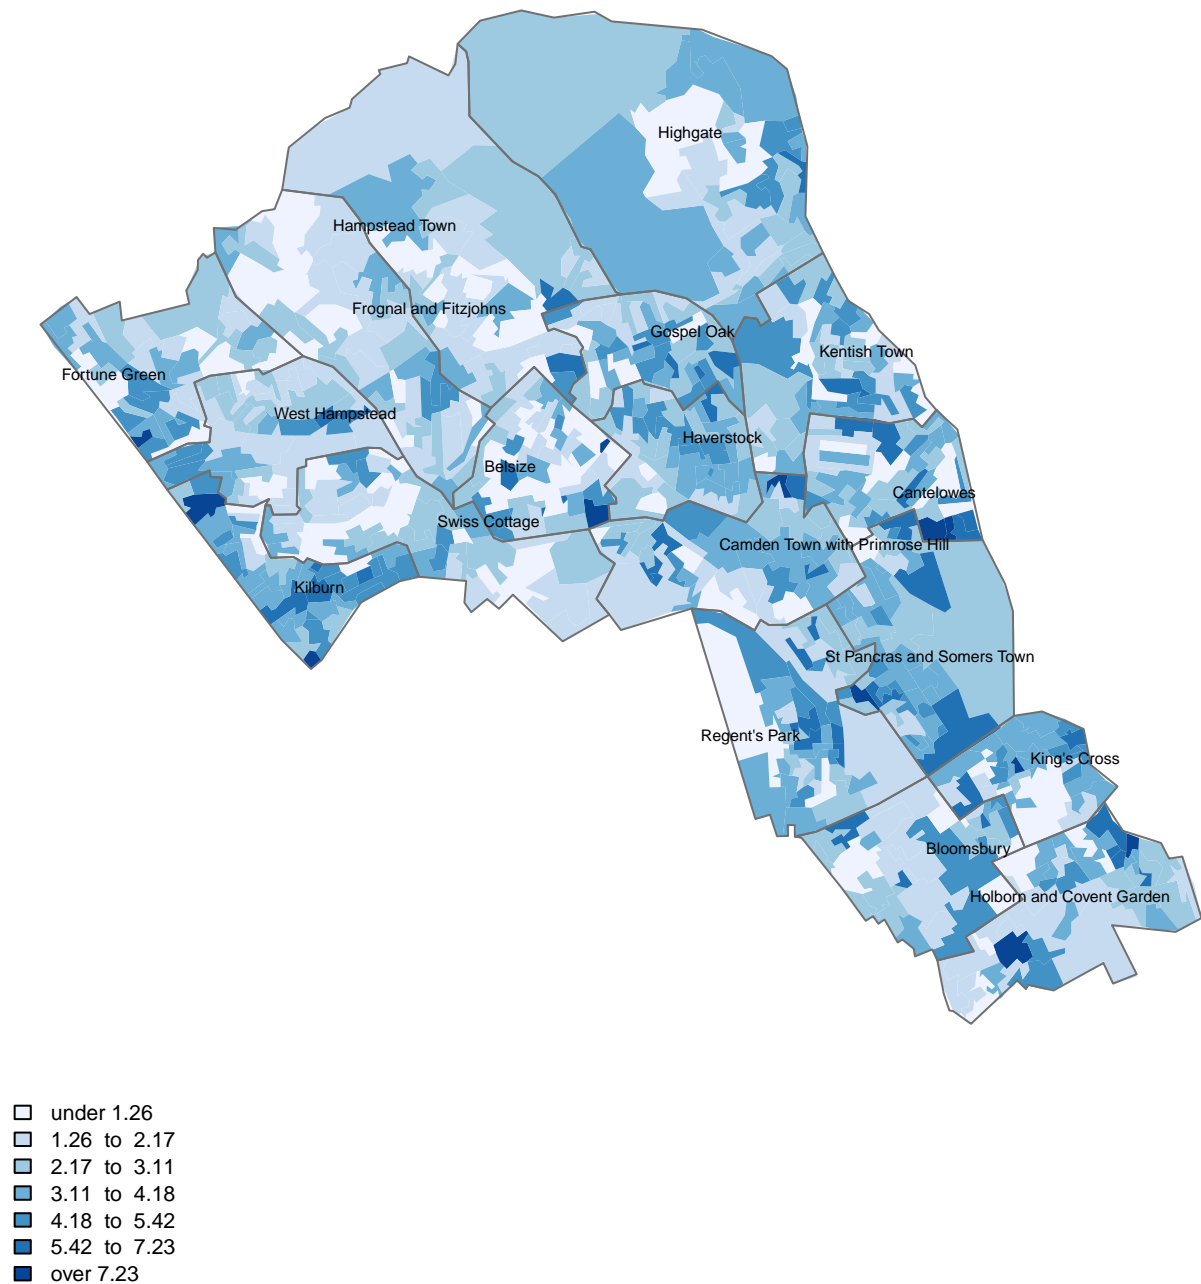 Highgate
Hampstead Town
Frognal and Fitzjohns
Gospel Oak
Kentish Town
Fortune Green
West Hampstead
Haverstock
Belsize
Cantelowes
Swiss Cottage
Camden Town with Primrose Hill
Kilburn
St Pancras and Somers Town
Regent's Park
King's Cross
Bloomsbury
Holborn and Covent Garden
under 1.26
1.26 to 2.17
2.17 to 3.11
3.11 to 4.18
4.18 to 5.42
5.42 to 7.23
over 7.23